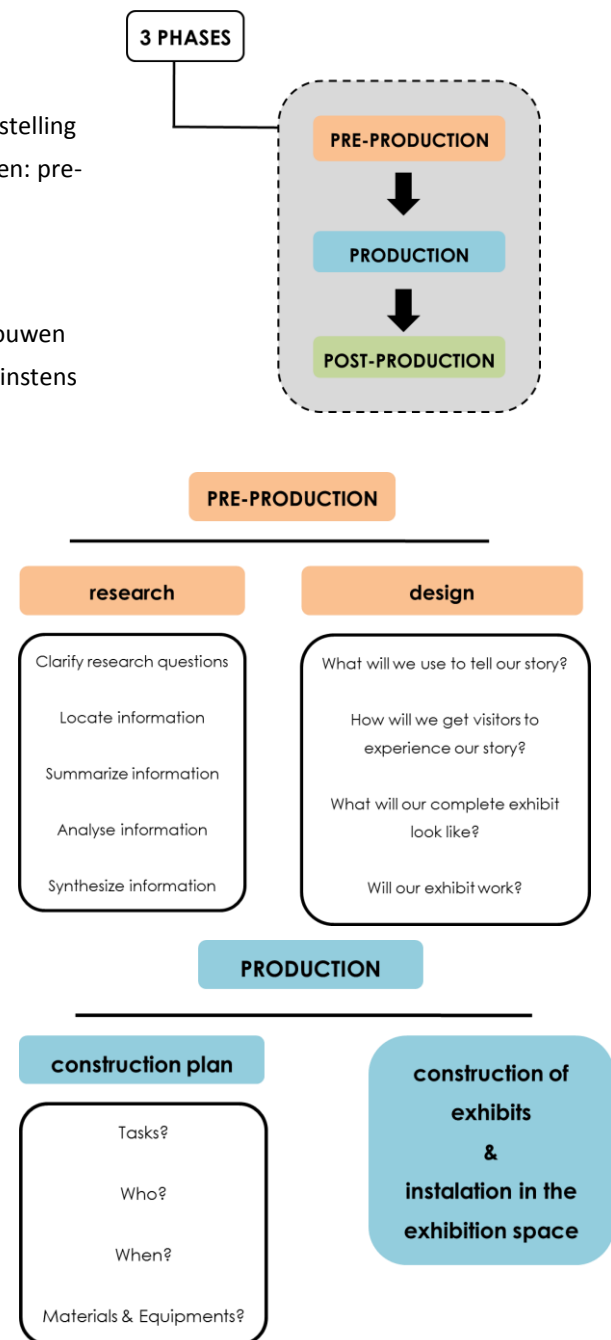 3 PHASES
stelling
en: pre-
ouwen
instens
PRE-PRODUCTION
PRODUCTION
POST-PRODUCTION
PRE-PRODUCTION
research
Clarify research questions
Locate information
Summarize information
Analyse information
Synthesize information
design
What will we use to tell our story?
How will we get visitors to
experience our story?
What will our complete exhibit
look like?
Will our exhibit work?
PRODUCTION
construction plan
Tasks?
Who?
When?
Materials & Equipments?
construction of
exhibits
&
instalation in the
exhibition space